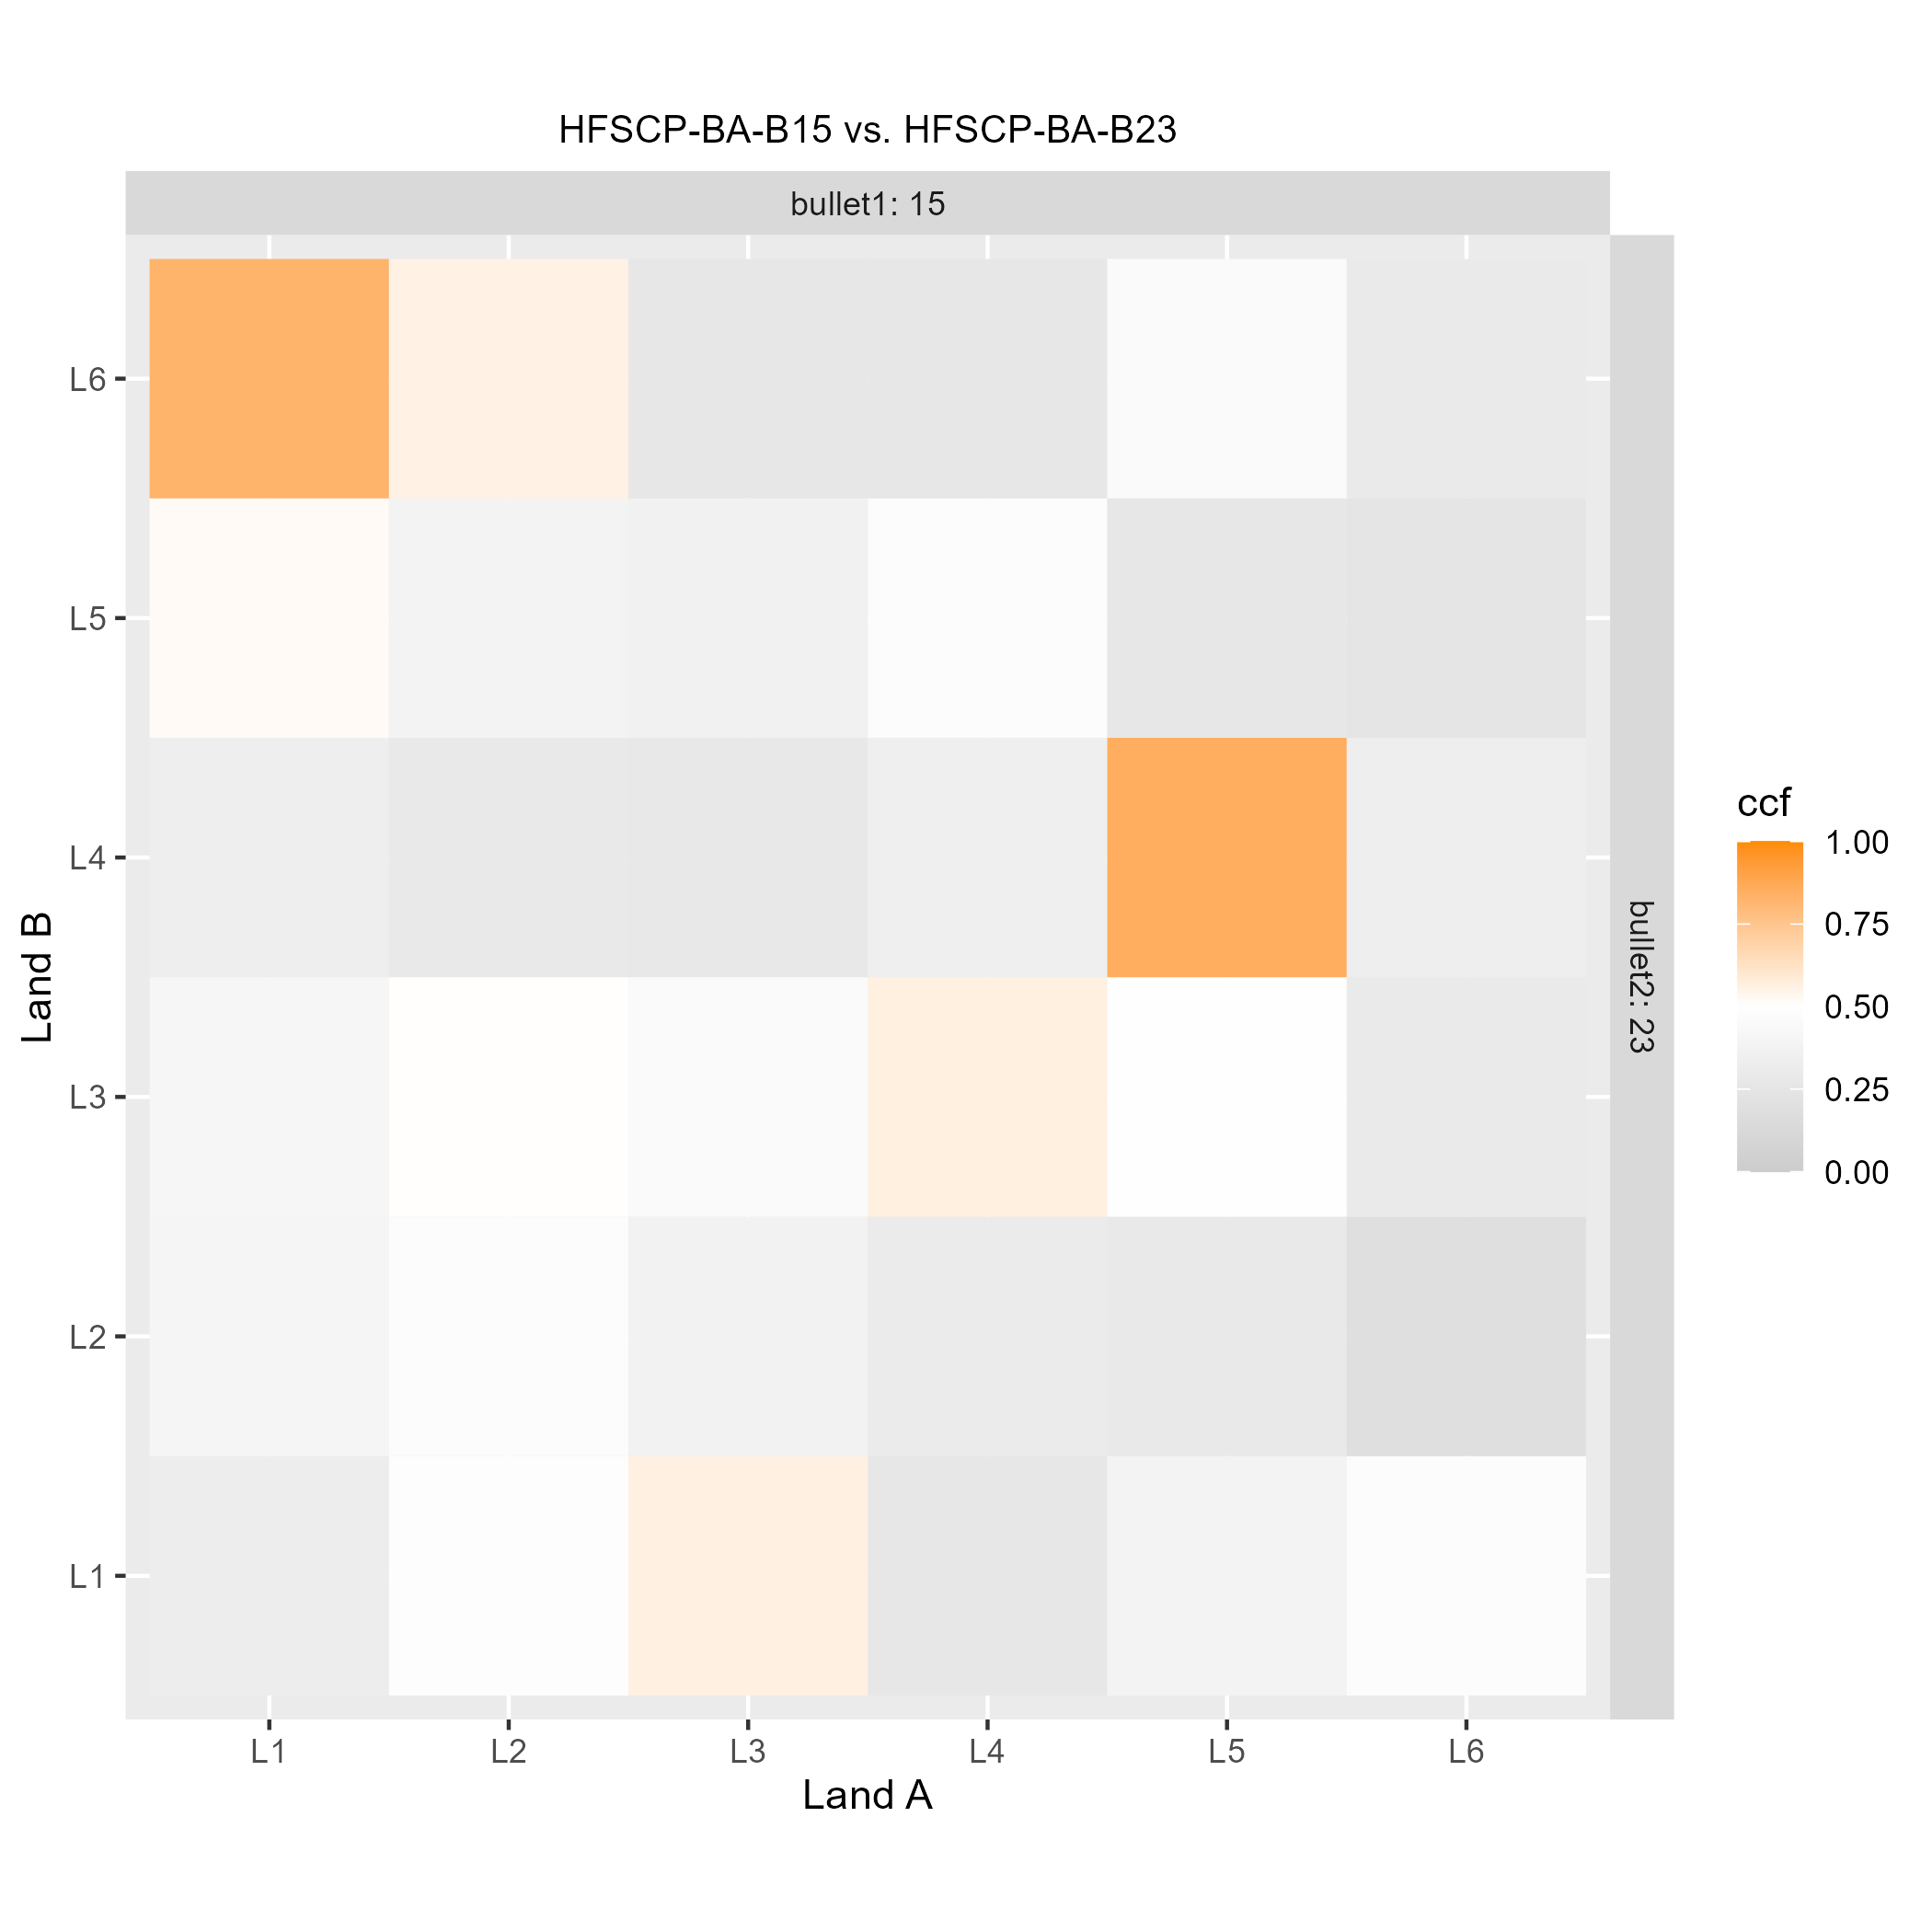 HFSCP-BA-B15 vs. HFSCP-BA-B23
bullet1: 15
L6
L5
L4
L3
L2
L1
Land B
bullet2: 23
L1 L2 L3 L4 L5 L6
Land A
ccf
1.00
0.75
0.50
0.25
0.00